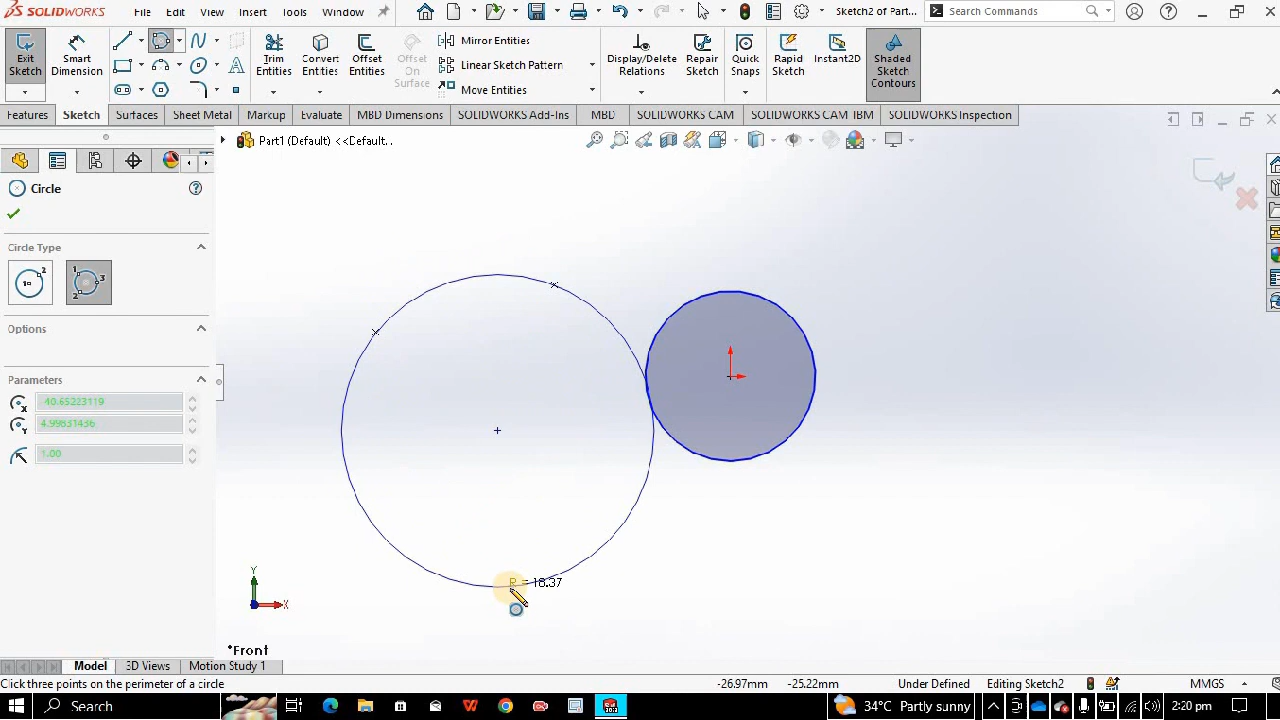 SOLIDWORKS File Edit View Insert Tools Window Sketch2 of Part... Search Commands
Exit Sketch
Smart Dimension
Trim Entities
Convert Entities
Offset Entities
Offset On Surface
Mirror Entities
Linear Sketch Pattern
Move Entities
Display/Delete Relations
Repair Sketch
Quick Snaps
Rapid Sketch
Instant2D
Shaded Sketch Contours
Features Sketch Surfaces Sheet Metal Markup Evaluate MBD Dimensions SOLIDWORKS Add-Ins MBD SOLIDWORKS CAM SOLIDWORKS CAM TBM SOLIDWORKS Inspection
Part1 (Default) <<Default...
Circle
Circle Type
Options
Parameters
-40.65223119
4.99831436
1.00
R = 18.37
Y
X
*Front
Model 3D Views Motion Study 1
Click three points on the perimeter of a circle -26.97mm -25.22mm Under Defined Editing Sketch2 MMGS
Search 34°C Partly sunny 2:20 pm